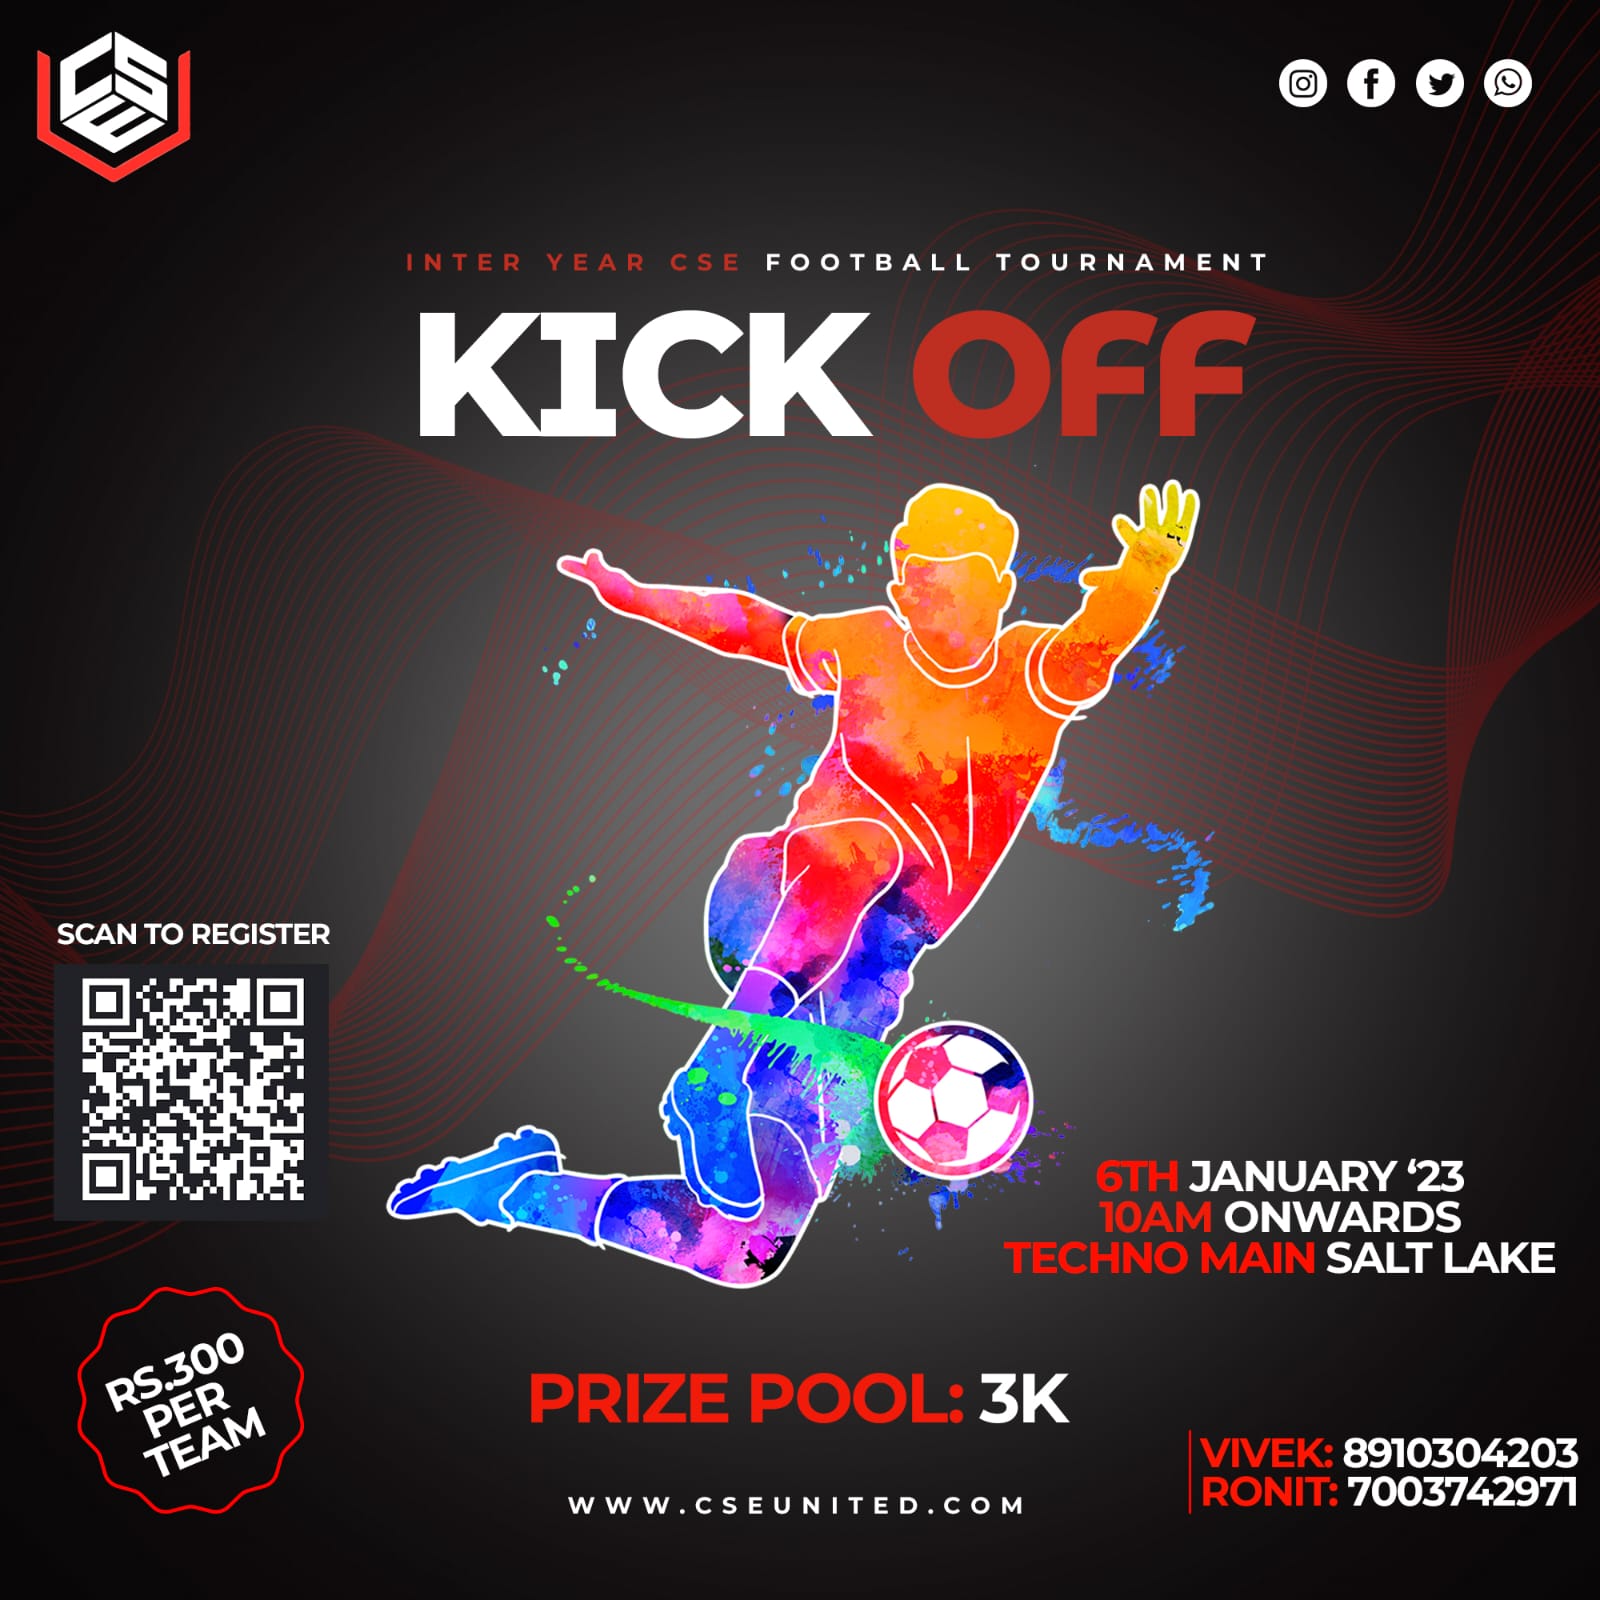 CSE
INTER YEAR CSE FOOTBALL TOURNAMENT
KICK OFF
SCAN TO REGISTER
6TH JANUARY ‘23
10AM ONWARDS
TECHNO MAIN SALT LAKE
RS.300
PER
TEAM
PRIZE POOL: 3K
WWW.CSEUNITED.COM
VIVEK: 8910304203
RONIT: 7003742971